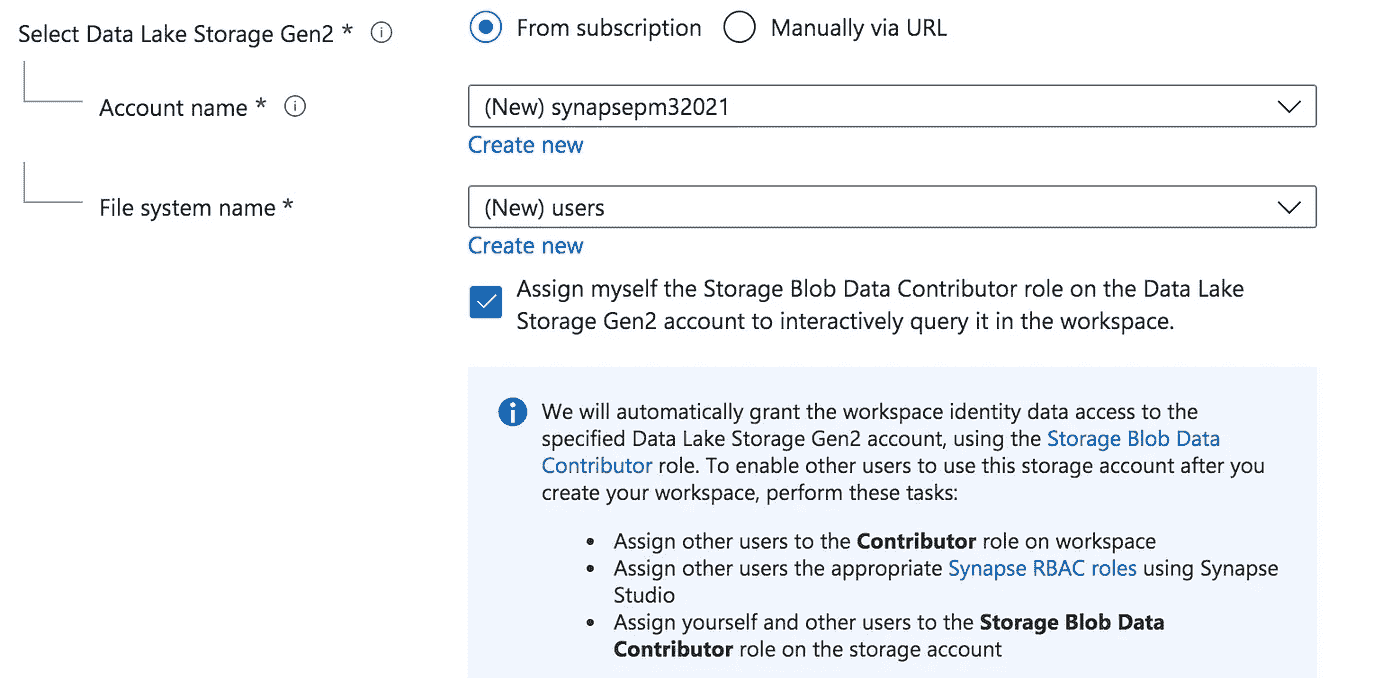 Select Data Lake Storage Gen2 * From subscription Manually via URL
Account name * (New) synapsepm32021
Create new
File system name * (New) users
Create new
Assign myself the Storage Blob Data Contributor role on the Data Lake
Storage Gen2 account to interactively query it in the workspace.
We will automatically grant the workspace identity data access to the
specified Data Lake Storage Gen2 account, using the Storage Blob Data
Contributor role. To enable other users to use this storage account after you
create your workspace, perform these tasks:
• Assign other users to the Contributor role on workspace
• Assign other users the appropriate Synapse RBAC roles using Synapse
Studio
• Assign yourself and other users to the Storage Blob Data
Contributor role on the storage account